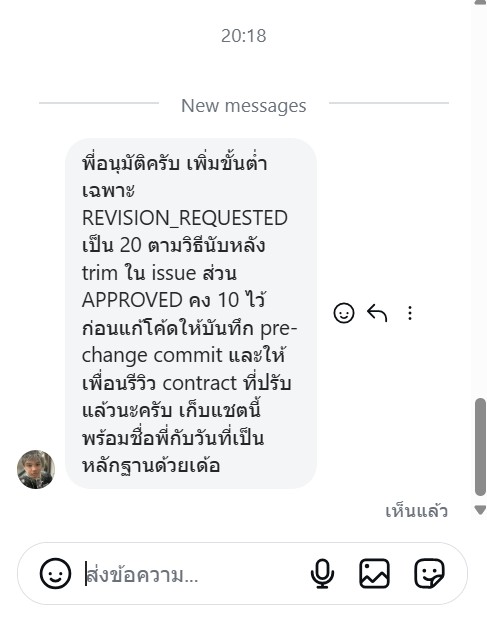 20:18
New messages
พี่อนุมัติครับ เพิ่มขั้นต่ำ
เฉพาะ
REVISION_REQUESTED
เป็น 20 ตามวิธีนับหลัง
trim ใน issue ส่วน
APPROVED คง 10 ไว้
ก่อนแก้โค้ดให้บันทึก pre-
change commit และให้
เพื่อนรีวิว contract ที่ปรับ
แล้วนะครับ เก็บแชตนี้
พร้อมชื่อพี่กับวันที่เป็น
หลักฐานด้วยเด้อ
เห็นแล้ว
ส่งข้อความ...